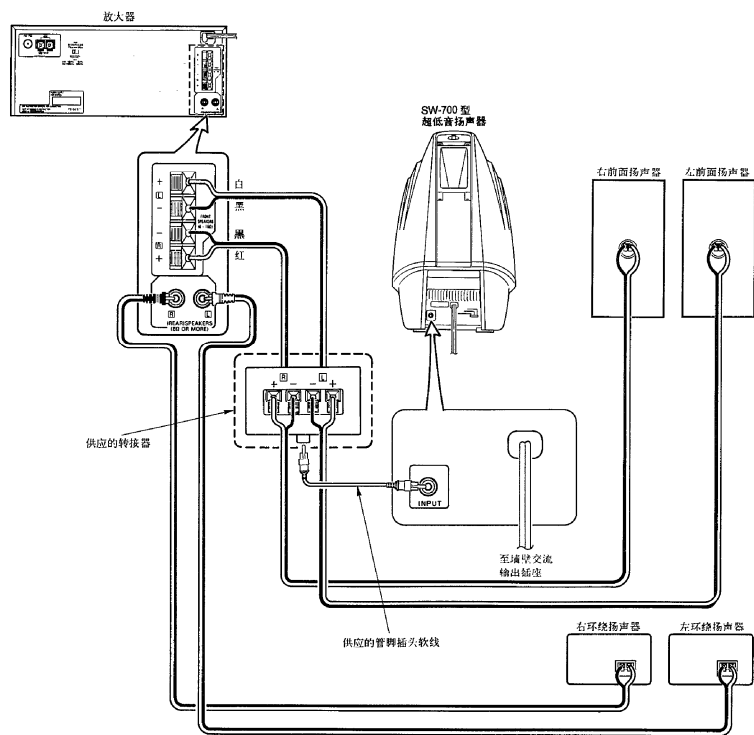 放大器
SW-700 型
超低音扬声器
右前面扬声器
左前面扬声器
+
L
−
−
R
+
白
黑
黑
红
FRONT
SPEAKERS
R
L
(REAR)SPEAKERS
(8Ω OR MORE)
R
L
+
−
−
+
供应的转接器
INPUT
至墙壁交流
输出插座
供应的管脚插头软线
右环绕扬声器
左环绕扬声器